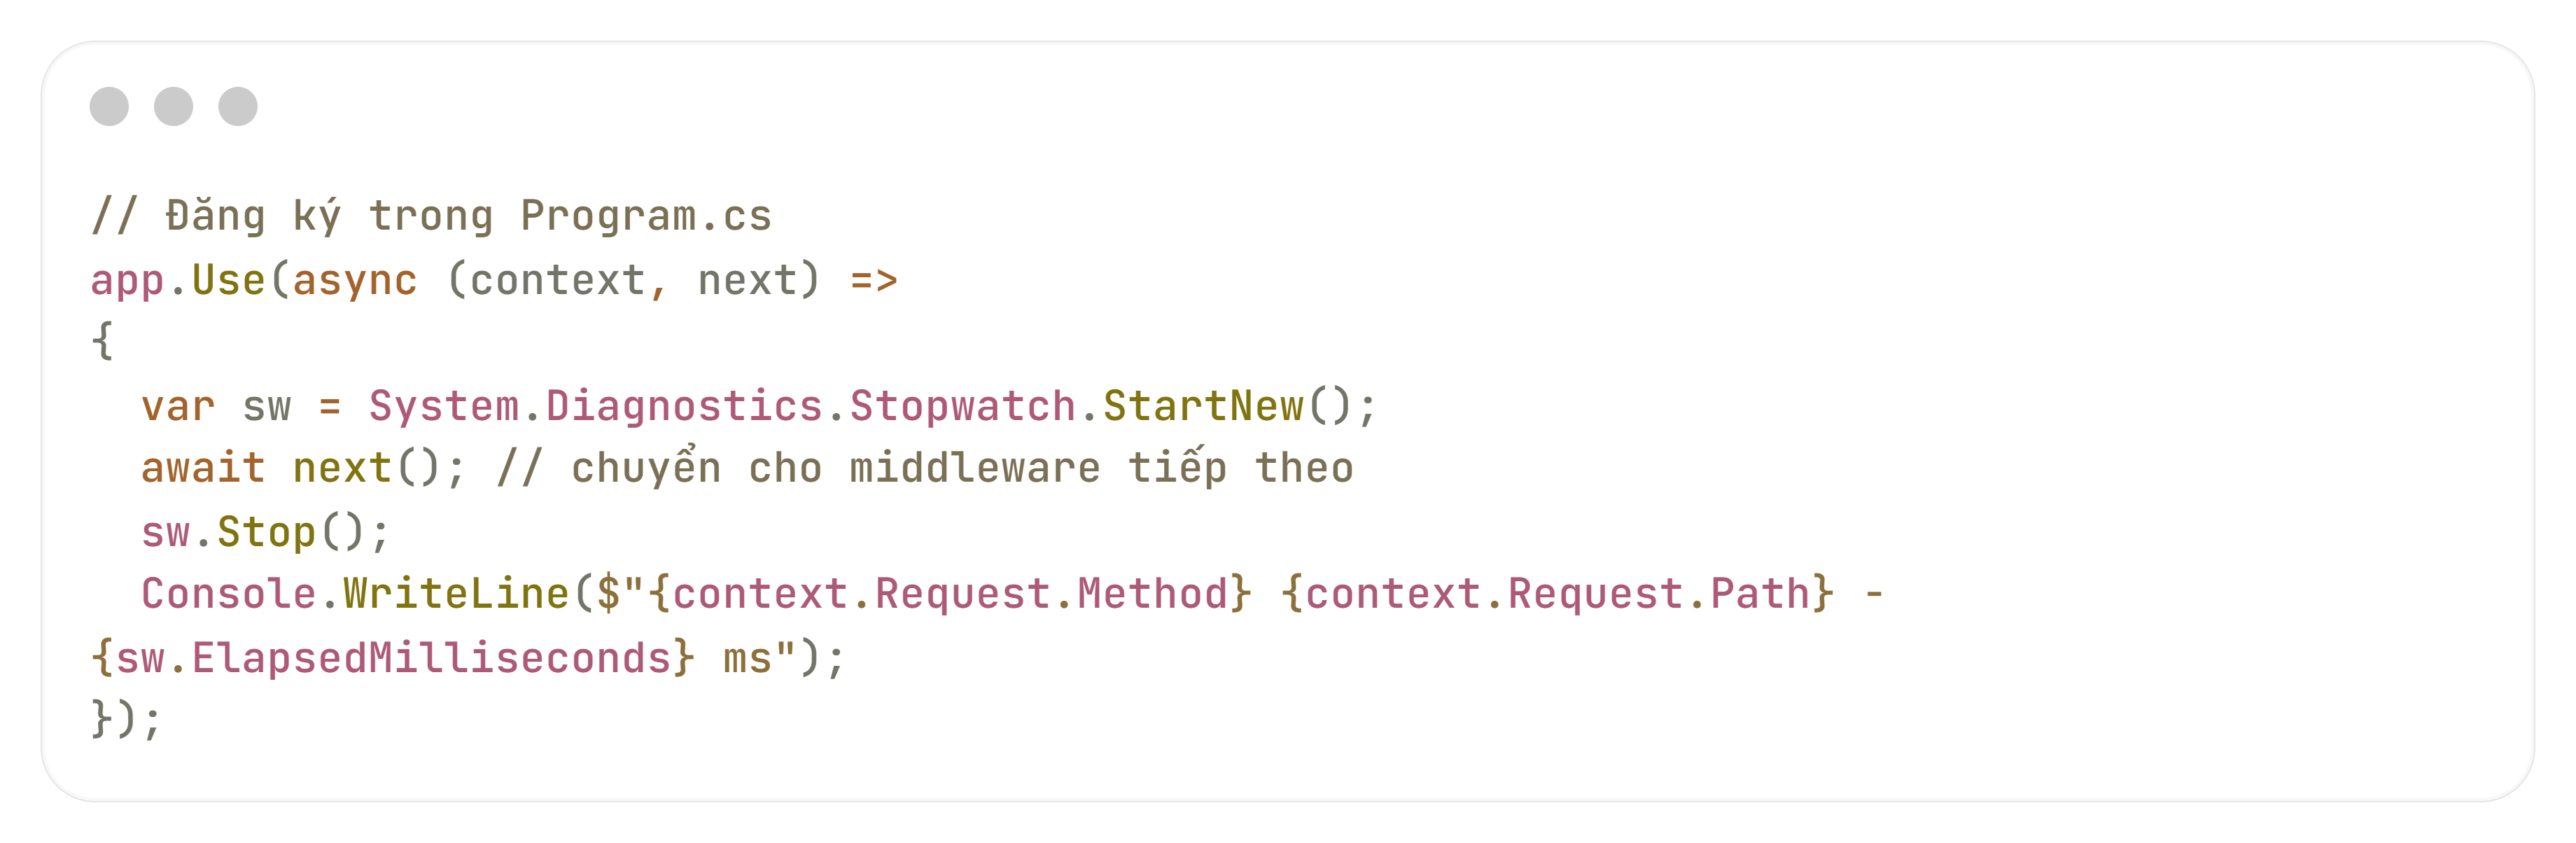 // Đăng ký trong Program.cs
app.Use(async (context, next) =>
{
  var sw = System.Diagnostics.Stopwatch.StartNew();
  await next(); // chuyển cho middleware tiếp theo
  sw.Stop();
  Console.WriteLine($"{context.Request.Method} {context.Request.Path} -
{sw.ElapsedMilliseconds} ms");
});